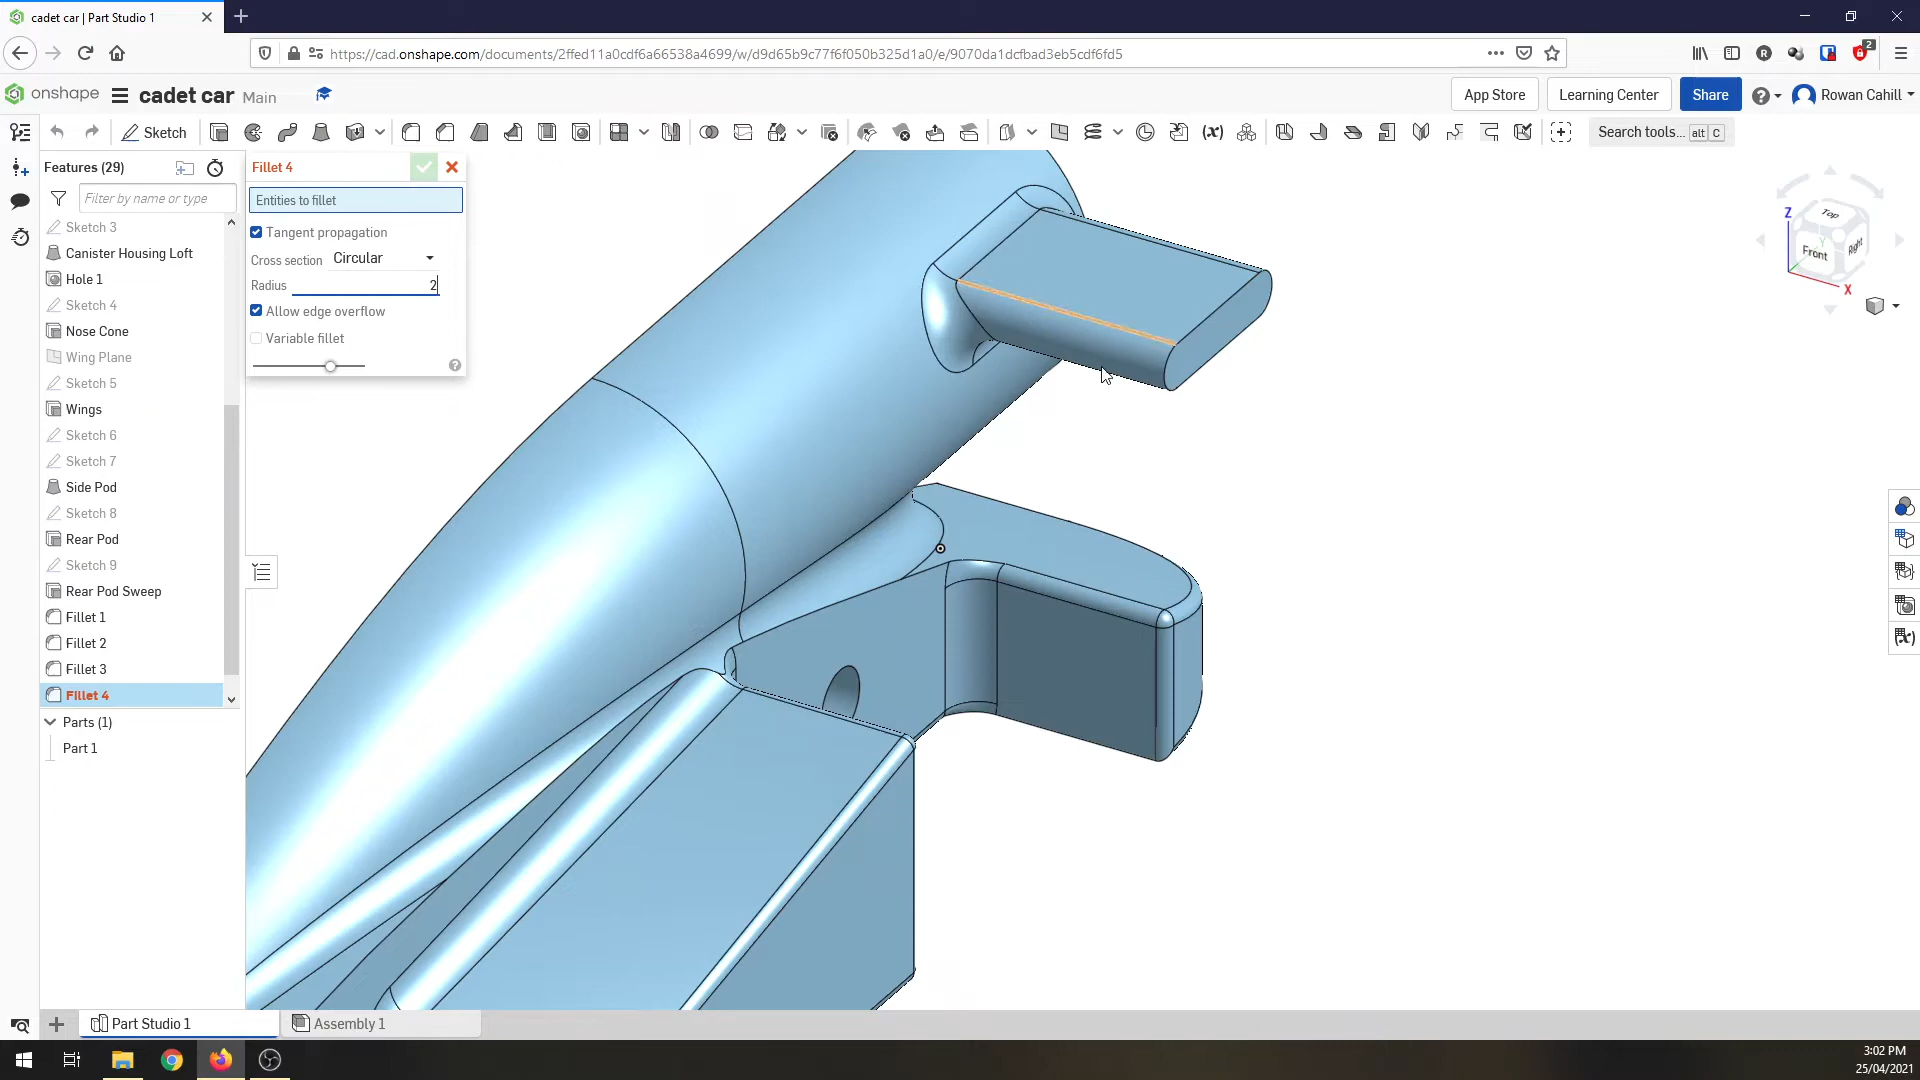 cadet car | Part Studio 1
https://cad.onshape.com/documents/2ffed11a0cdf6a66538a4699/w/d9d65b9c77f6f050b325d1a0/e/9070da1dcfbad3eb5cdf6fd5
2
onshape
cadet car Main
App Store
Learning Center
Share
Rowan Cahill
Sketch
Search tools... alt C
Features (29)
Filter by name or type
Sketch 3
Canister Housing Loft
Hole 1
Sketch 4
Nose Cone
Wing Plane
Sketch 5
Wings
Sketch 6
Sketch 7
Side Pod
Sketch 8
Rear Pod
Sketch 9
Rear Pod Sweep
Fillet 1
Fillet 2
Fillet 3
Fillet 4
Parts (1)
Part 1
Fillet 4
Entities to fillet
Tangent propagation
Cross section Circular
Radius 2
Allow edge overflow
Variable fillet
Z
Top
Y
Front
Right
X
Part Studio 1
Assembly 1
3:02 PM
25/04/2021